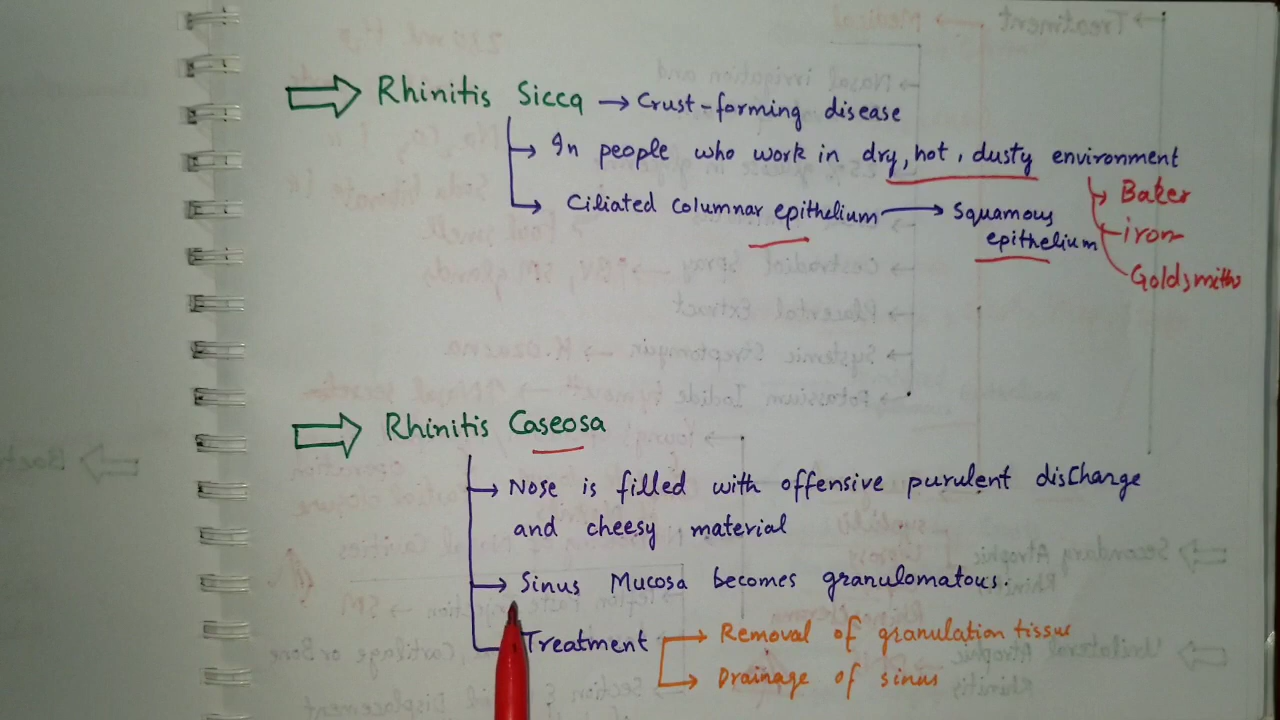 Rhinitis Sicca → Crust-forming disease
→ In people who work in dry, hot, dusty environment
→ Baker
iron
Goldsmiths
→ Ciliated columnar epithelium → Squamous
epithelium
Rhinitis Caseosa
→ Nose is filled with offensive purulent discharge
and cheesy material
→ Sinus Mucosa becomes granulomatous.
Treatment → Removal of granulation tissue
→ Drainage of sinus